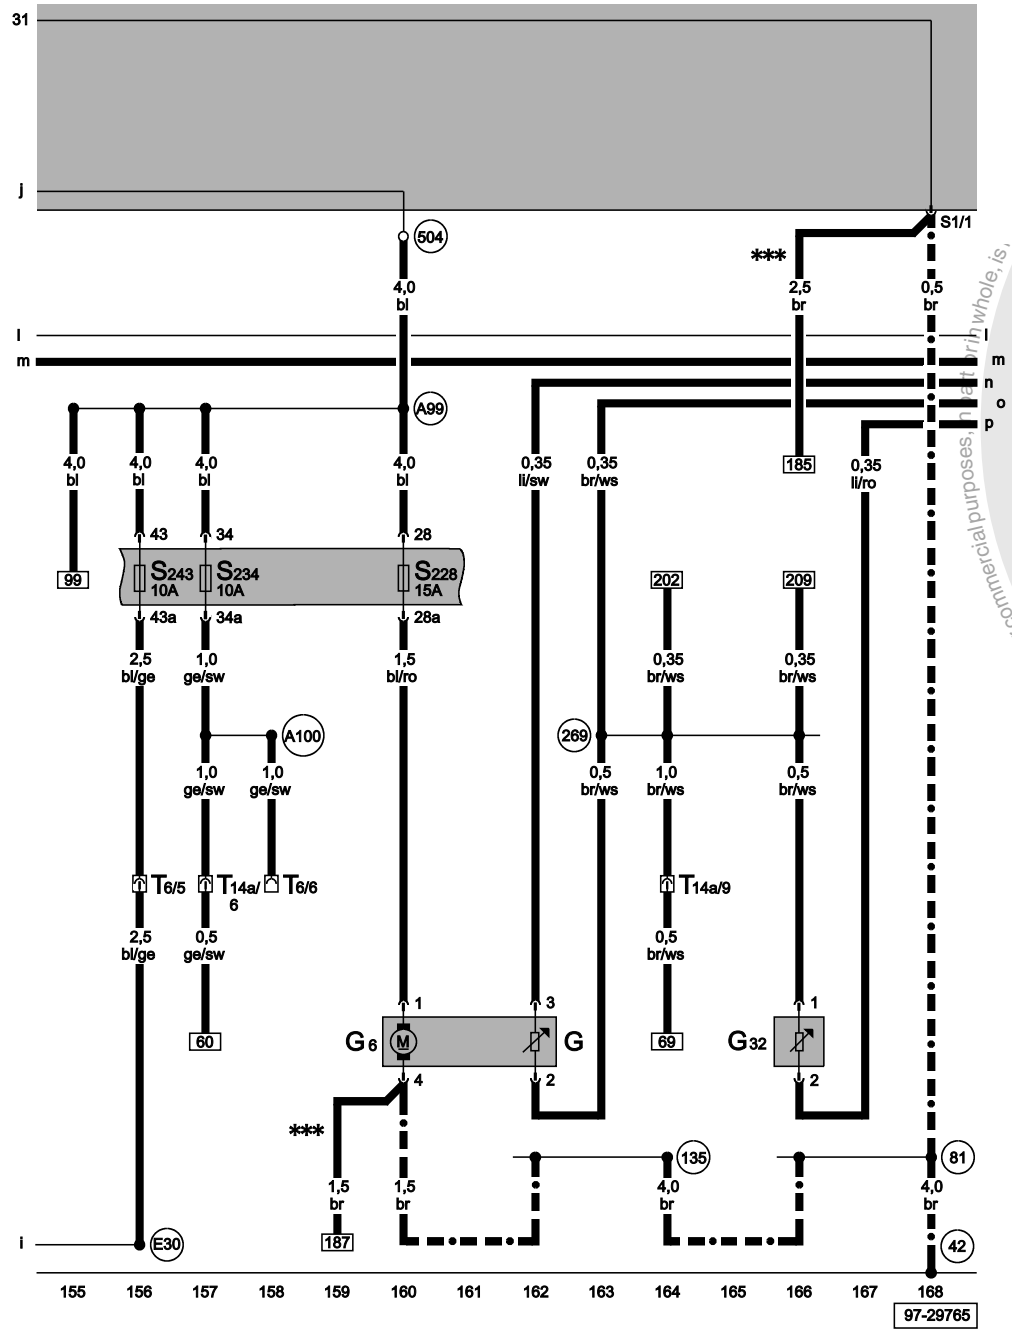 31
j
504
S1/1
***
4,0
bl
2,5
br
0,5
br
l
l
m
m
n
o
p
A99
4,0
bl
4,0
bl
4,0
bl
4,0
bl
0,35
li/sw
0,35
br/ws
185
0,35
li/ro
43
34
28
99
S243
10A
S234
10A
S228
15A
202
209
43a
34a
28a
2,5
bl/ge
1,0
ge/sw
1,5
bl/ro
0,35
br/ws
0,35
br/ws
A100
269
1,0
ge/sw
1,0
ge/sw
0,5
br/ws
1,0
br/ws
0,5
br/ws
T6/5
T14a/
6
T6/6
T14a/9
2,5
bl/ge
0,5
ge/sw
0,5
br/ws
1
3
1
60
G6
M
G
69
G32
4
2
2
***
135
81
1,5
br
1,5
br
4,0
br
4,0
br
i
E30
187
42
155 156 157 158 159 160 161 162 163 164 165 166 167 168
97-29765
commercial purposes, in part or in whole, is